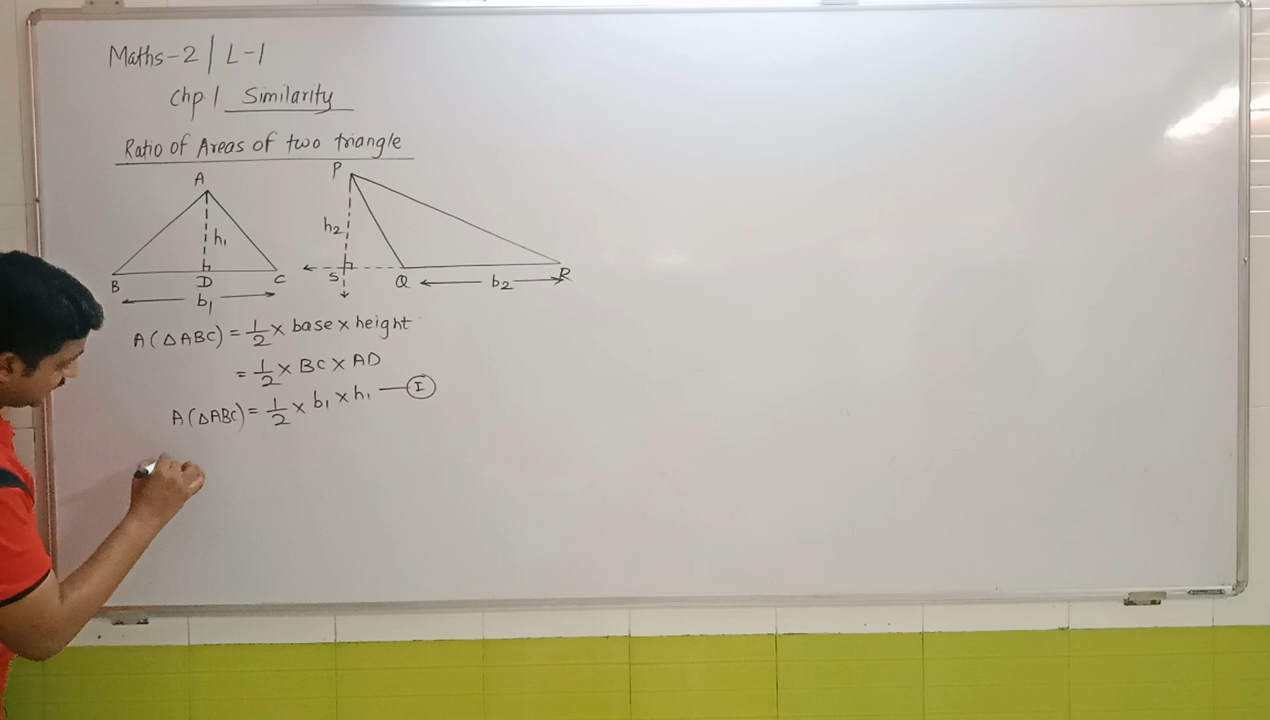 Maths-2 | L-1
Chp 1 Similarity
Ratio of Areas of two triangle
A P
h₁ h₂
B D C S Q R
b₁ b₂
A(△ABC) = 1/2 × base × height
= 1/2 × BC × AD
A(△ABC) = 1/2 × b₁ × h₁ — I